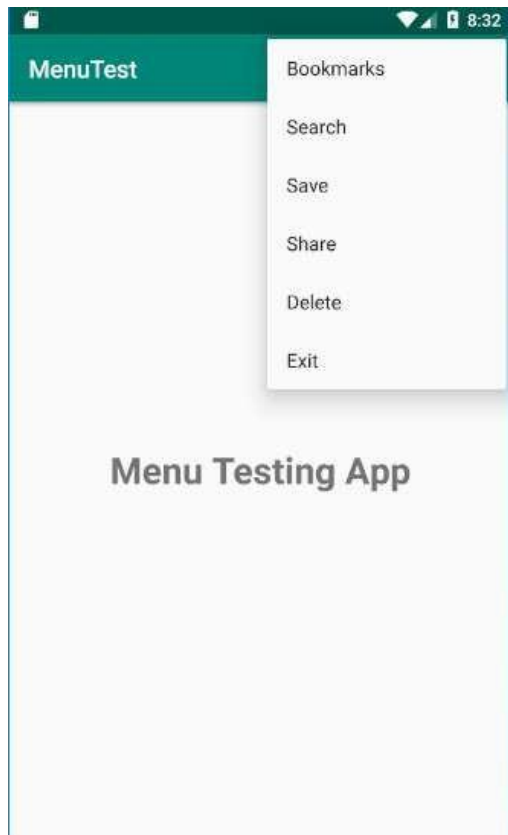 8:32
MenuTest
Bookmarks
Search
Save
Share
Delete
Exit
Menu Testing App